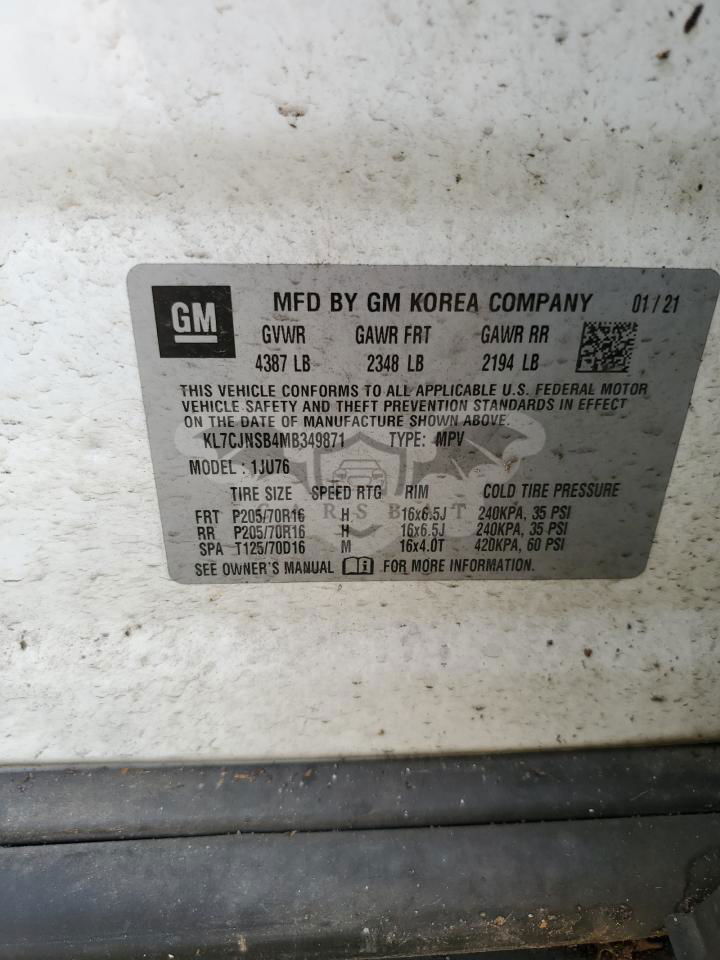 GM MFD BY GM KOREA COMPANY 01/21
GVWR GAWR FRT GAWR RR
4387 LB 2348 LB 2194 LB
THIS VEHICLE CONFORMS TO ALL APPLICABLE U.S. FEDERAL MOTOR
VEHICLE SAFETY AND THEFT PREVENTION STANDARDS IN EFFECT
ON THE DATE OF MANUFACTURE SHOWN ABOVE.
KL7CJNSB4MB349871 TYPE: MPV
MODEL: 1JU76
TIRE SIZE SPEED RTG RIM COLD TIRE PRESSURE
FRT P205/70R16 H 16x6.5J 240KPA, 35 PSI
RR P205/70R16 H 16x6.5J 240KPA, 35 PSI
SPA T125/70D16 M 16x4.0T 420KPA, 60 PSI
SEE OWNER'S MANUAL FOR MORE INFORMATION.